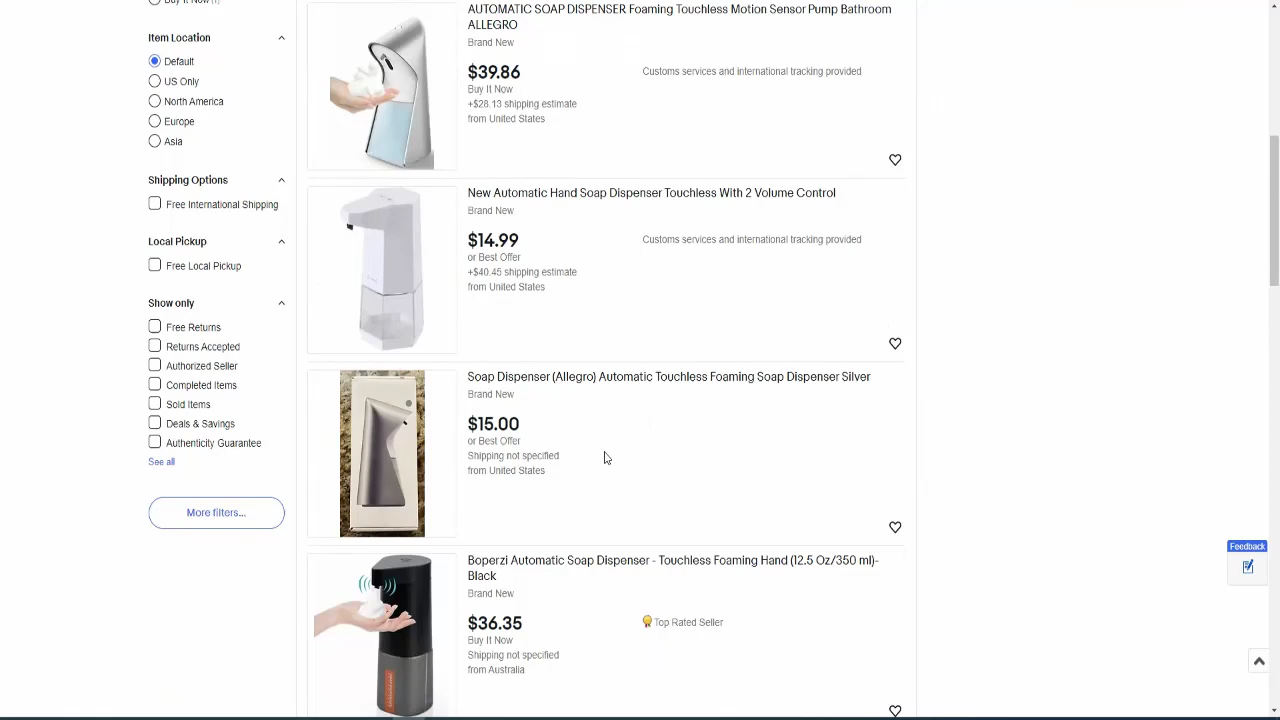 Buy It Now (1)
Item Location
Default
US Only
North America
Europe
Asia
Shipping Options
Free International Shipping
Local Pickup
Free Local Pickup
Show only
Free Returns
Returns Accepted
Authorized Seller
Completed Items
Sold Items
Deals & Savings
Authenticity Guarantee
See all
More filters...
AUTOMATIC SOAP DISPENSER Foaming Touchless Motion Sensor Pump Bathroom
ALLEGRO
Brand New
$39.86
Customs services and international tracking provided
Buy It Now
+$28.13 shipping estimate
from United States
New Automatic Hand Soap Dispenser Touchless With 2 Volume Control
Brand New
$14.99
Customs services and international tracking provided
or Best Offer
+$40.45 shipping estimate
from United States
Soap Dispenser (Allegro) Automatic Touchless Foaming Soap Dispenser Silver
Brand New
$15.00
or Best Offer
Shipping not specified
from United States
Boperzi Automatic Soap Dispenser - Touchless Foaming Hand (12.5 Oz/350 ml)-
Black
Brand New
$36.35
Top Rated Seller
Buy It Now
Shipping not specified
from Australia
Feedback